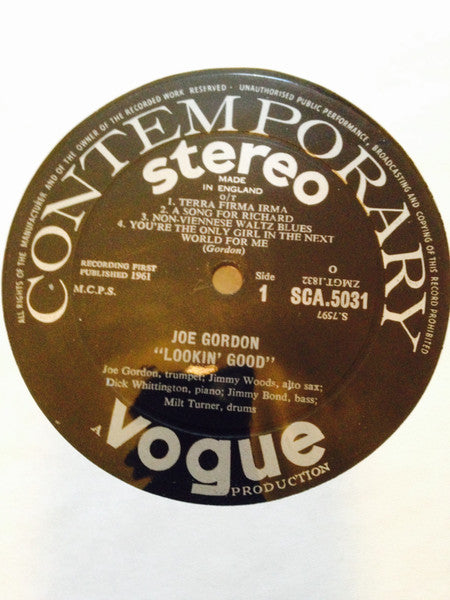 ALL RIGHTS OF THE MANUFACTURER AND OF THE OWNER OF THE RECORDED WORK RESERVED · UNAUTHORISED PUBLIC PERFORMANCE, BROADCASTING AND COPYING OF THIS RECORD PROHIBITED
CONTEMPORARY
stereo
MADE
IN ENGLAND
O/T
1. TERRA FIRMA IRMA
2. A SONG FOR RICHARD
3. NON-VIENNESE WALTZ BLUES
4. YOU'RE THE ONLY GIRL IN THE NEXT
WORLD FOR ME
(Gordon)
RECORDING FIRST
PUBLISHED 1961
M.C.P.S.
Side
1
O
ZMGT.1832
SCA.5031
S.7597
JOE GORDON
"LOOKIN' GOOD"
Joe Gordon, trumpet; Jimmy Woods, alto sax;
Dick Whittington, piano; Jimmy Bond, bass;
Milt Turner, drums
A
vogue
PRODUCTION